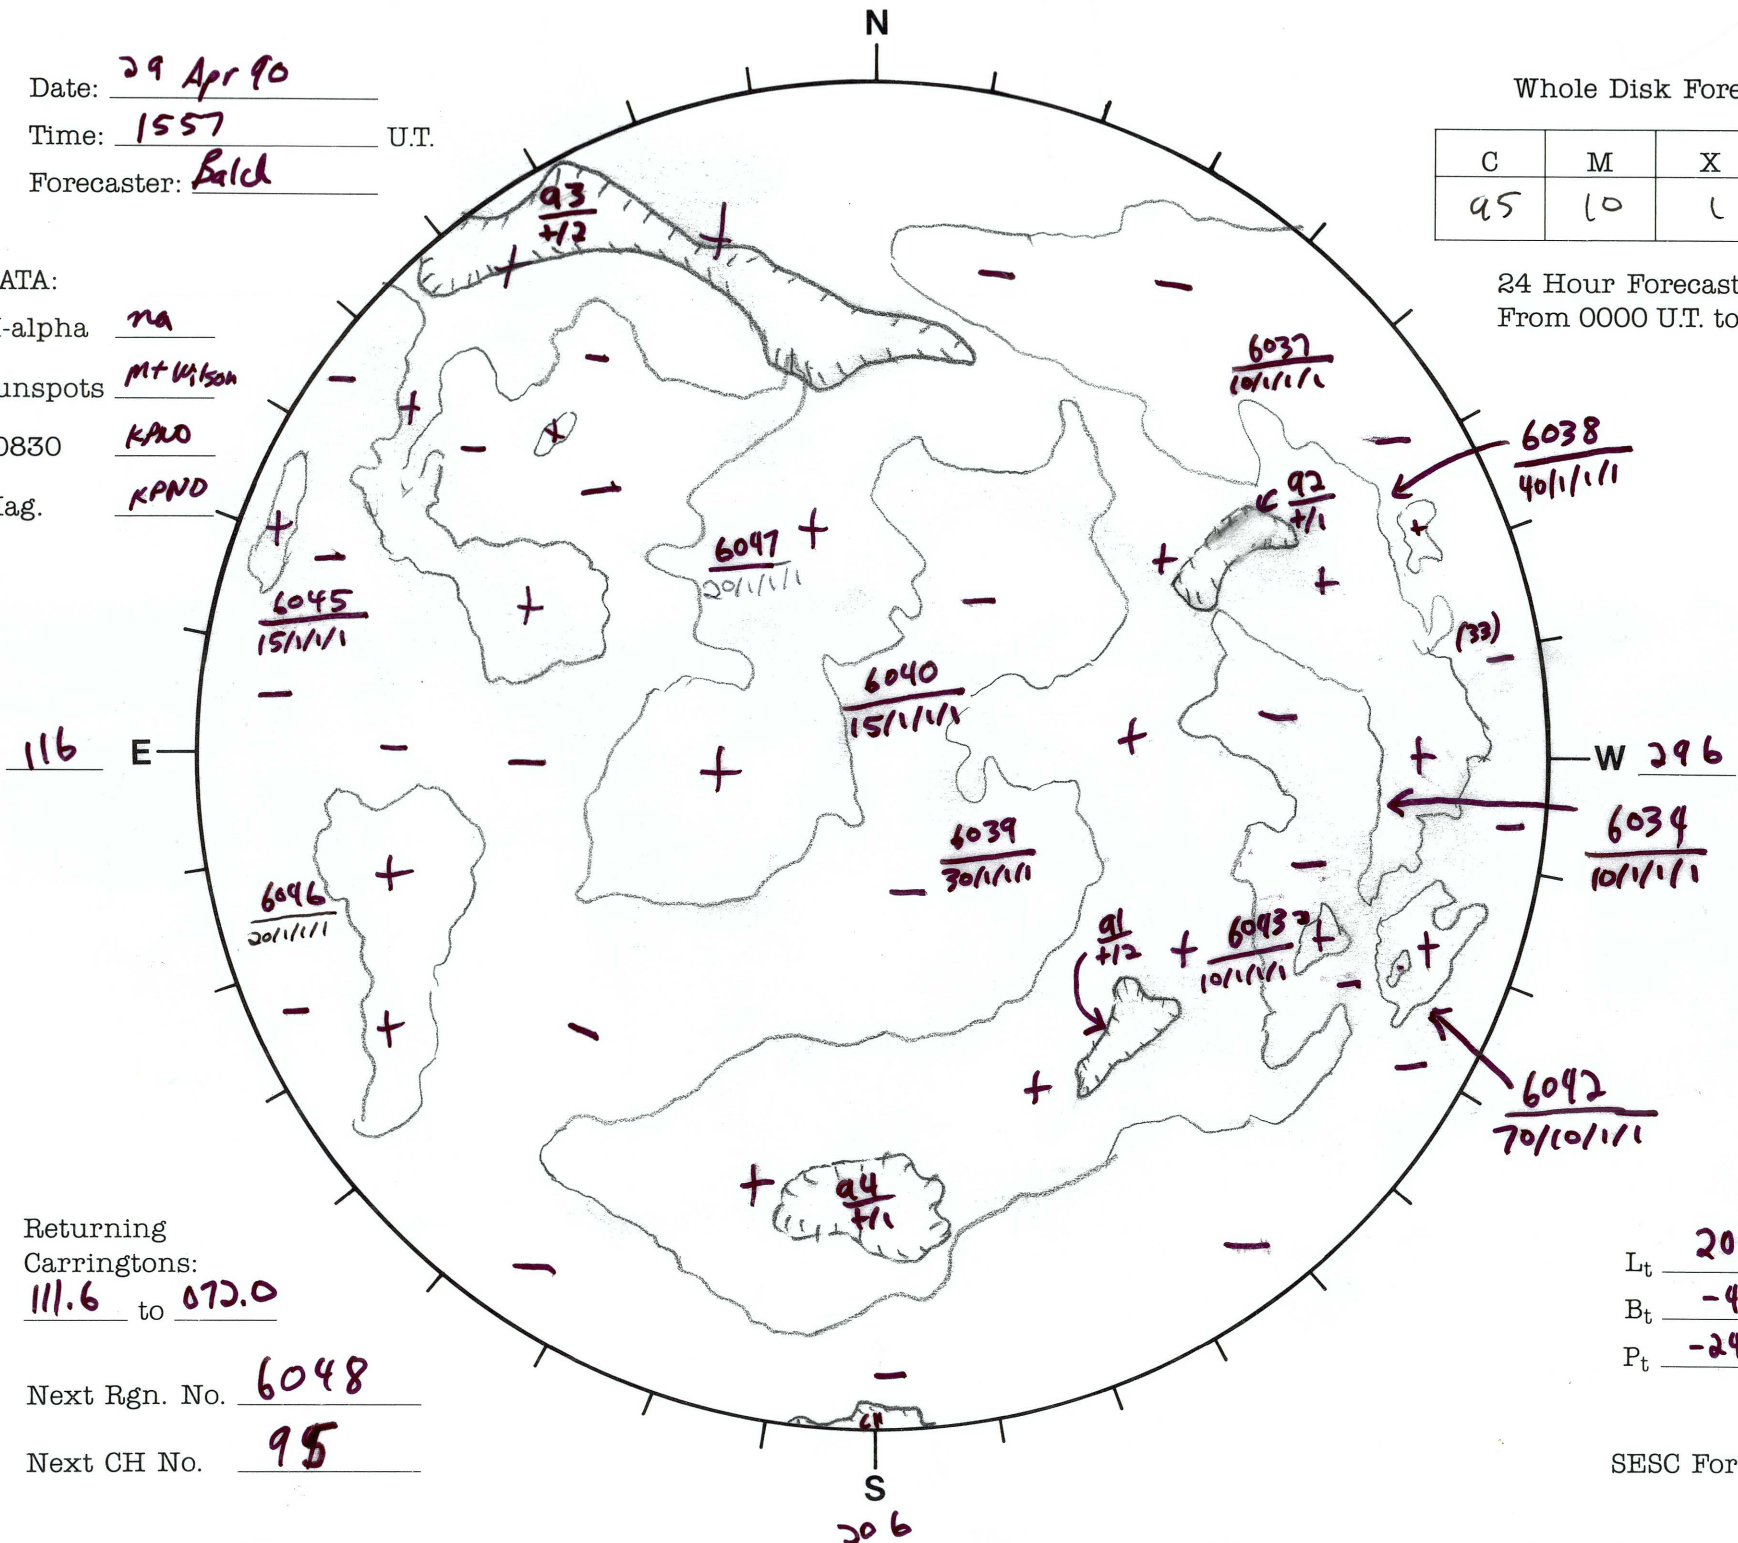 N
Date: 29 Apr 90
Time: 1557 U.T.
Forecaster: Balch
Whole Disk Fore
C M X
95 10 1
24 Hour Forecast
From 0000 U.T. to
ATA:
-alpha na
unspots Mt Wilson
0830 KPNO
ag. KPNO
93
+/2
+
+
-
-
6037
10/1/1/1
-
-
+
-
6038
40/1/1/1
-
x
-
92
+/1
+
+
-
6047
20/1/1/1
+
+
+
6045
15/1/1/1
+
-
(33)
-
-
6040
15/1/1/1
-
+
116 E
-
-
+
+
W 296
6039
30/1/1/1
-
-
-
6034
10/1/1/1
+
6046
20/1/1/1
91
+/2
+
6043
10/1/1/1
+
+
-
-
-
+
-
+
-
6042
70/10/1/1
+
94
+/1
-
-
Returning
Carringtons:
111.6 to 072.0
Lt 20
Bt -4
Pt -24
Next Rgn. No. 6048
-
CH
Next CH No. 95
SESC For
S
206